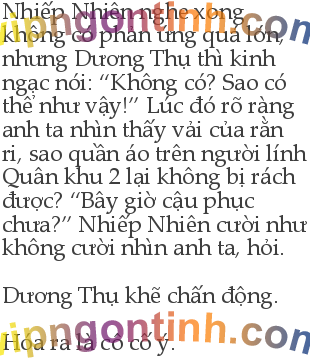 Nhiếp Nhiên nghe xong
không có phản ứng quá lớn,
nhưng Dương Thụ thì kinh
ngạc nói: “Không có? Sao có
thể như vậy!” Lúc đó rõ ràng
anh ta nhìn thấy vải của rằn
ri, sao quần áo trên người lính
Quân khu 2 lại không bị rách
được? “Bây giờ cậu phục
chưa?” Nhiếp Nhiên cười như
không cười nhìn anh ta, hỏi.
Dương Thụ khẽ chấn động.
Hóa ra là cô cố ý.
vipngontinh.com
vipngontinh.com